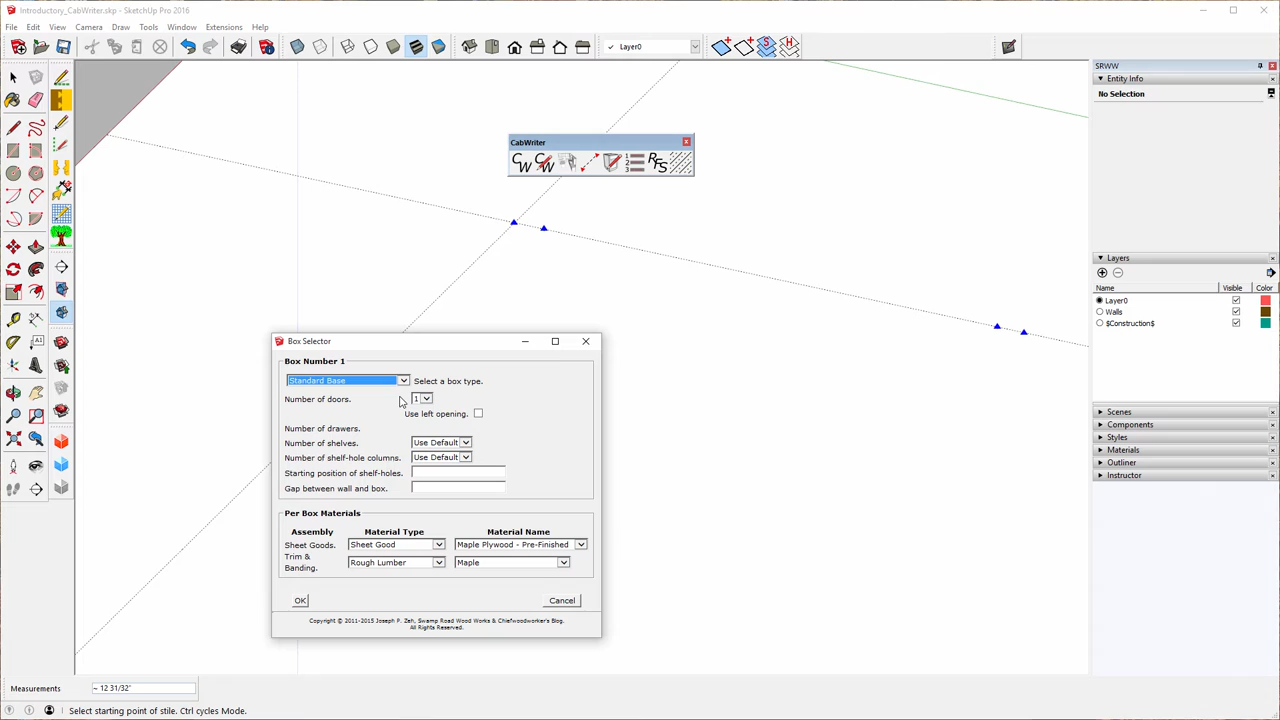 Introductory_CabWriter.skp - SketchUp Pro 2016
File Edit View Camera Draw Tools Window Extensions Help
Layer0
SRWW
Entity Info
No Selection
CabWriter
Layers
Name Visible Color
Layer0
Walls
$Construction$
Box Selector
Box Number 1
Standard Base Select a box type.
Number of doors. 1
Use left opening.
Number of drawers.
Number of shelves. Use Default
Number of shelf-hole columns. Use Default
Starting position of shelf-holes.
Gap between wall and box.
Per Box Materials
Assembly Material Type Material Name
Sheet Goods. Sheet Good Maple Plywood - Pre-Finished
Trim & Banding. Rough Lumber Maple
OK Cancel
Copyright © 2011-2015 Joseph P. Zeh, Swamp Road Wood Works & Chiefwoodworker's Blog.
All Rights Reserved.
Scenes
Components
Styles
Materials
Outliner
Instructor
Measurements ~ 12 31/32"
Select starting point of stile. Ctrl cycles Mode.